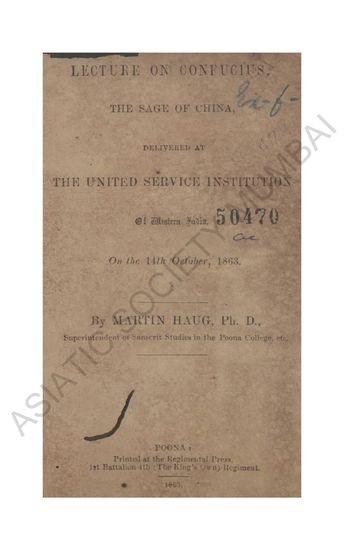 LECTURE ON CONFUCIUS,
THE SAGE OF CHINA,
DELIVERED AT
THE UNITED SERVICE INSTITUTION
Of Western India,
50470
On the 14th October, 1863.
By MARTIN HAUG, Ph. D.,
Superintendent of Sanscrit Studies in the Poona College, etc.
POONA:
Printed at the Regimental Press,
1st Battalion 4th (The King's Own) Regiment.
1863.
ASIATIC SOCIETY MUMBAI